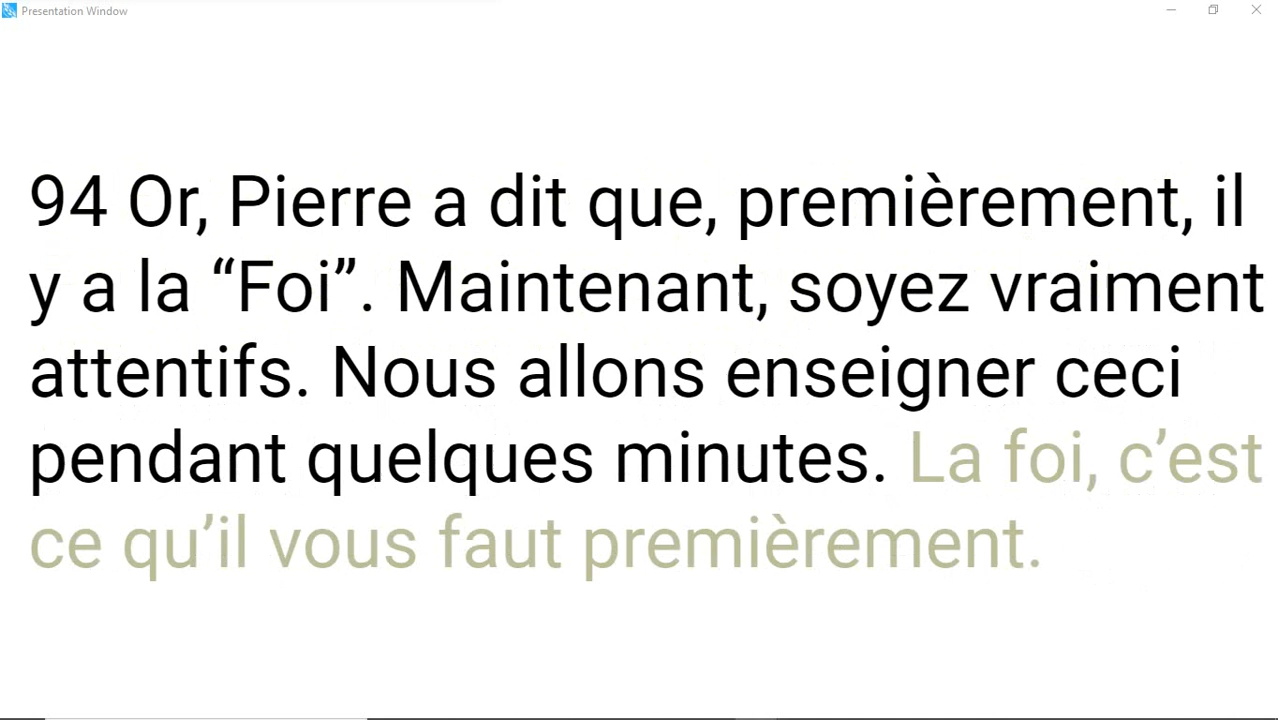 Presentation Window
94 Or, Pierre a dit que, premièrement, il
y a la “Foi”. Maintenant, soyez vraiment
attentifs. Nous allons enseigner ceci
pendant quelques minutes. La foi, c’est
ce qu’il vous faut premièrement.